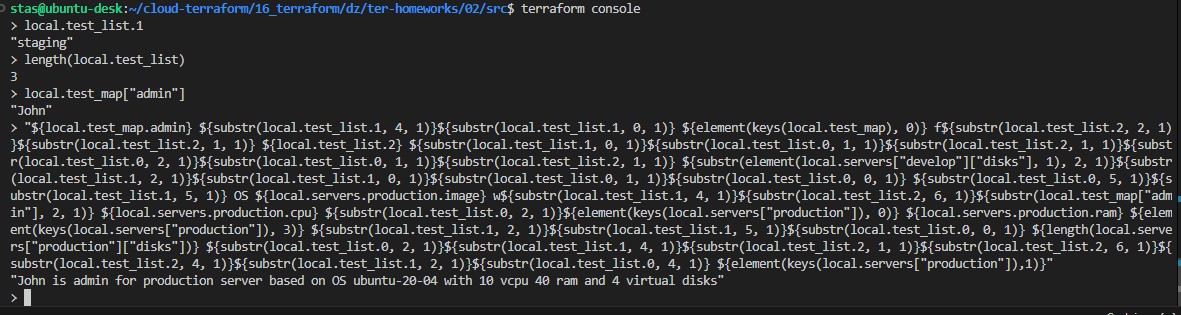 stas@ubuntu-desk:~/cloud-terraform/16_terraform/dz/ter-homeworks/02/src$ terraform console
> local.test_list.1
"staging"
> length(local.test_list)
3
> local.test_map["admin"]
"John"
> "${local.test_map.admin} ${substr(local.test_list.1, 4, 1)}${substr(local.test_list.1, 0, 1)} ${element(keys(local.test_map), 0)} f${substr(local.test_list.2, 2, 1)
}${substr(local.test_list.2, 1, 1)} ${local.test_list.2} ${substr(local.test_list.1, 0, 1)}${substr(local.test_list.0, 1, 1)}${substr(local.test_list.2, 1, 1)}${subst
r(local.test_list.0, 2, 1)}${substr(local.test_list.0, 1, 1)}${substr(local.test_list.2, 1, 1)} ${substr(element(local.servers["develop"]["disks"], 1), 2, 1)}${substr
(local.test_list.1, 2, 1)}${substr(local.test_list.1, 0, 1)}${substr(local.test_list.0, 1, 1)}${substr(local.test_list.0, 0, 1)} ${substr(local.test_list.0, 5, 1)}${s
ubstr(local.test_list.1, 5, 1)} OS ${local.servers.production.image} w${substr(local.test_list.1, 4, 1)}${substr(local.test_list.2, 6, 1)}${substr(local.test_map["adm
in"], 2, 1)} ${local.servers.production.cpu} ${substr(local.test_list.0, 2, 1)}${element(keys(local.servers["production"]), 0)} ${local.servers.production.ram} ${elem
ent(keys(local.servers["production"]), 3)} ${substr(local.test_list.1, 2, 1)}${substr(local.test_list.1, 5, 1)}${substr(local.test_list.0, 0, 1)} ${length(local.serve
rs["production"]["disks"])} ${substr(local.test_list.0, 2, 1)}${substr(local.test_list.1, 4, 1)}${substr(local.test_list.2, 1, 1)}${substr(local.test_list.2, 6, 1)}${
substr(local.test_list.2, 4, 1)}${substr(local.test_list.1, 2, 1)}${substr(local.test_list.0, 4, 1)} ${element(keys(local.servers["production"]),1)}"
"John is admin for production server based on OS ubuntu-20-04 with 10 vcpu 40 ram and 4 virtual disks"
>